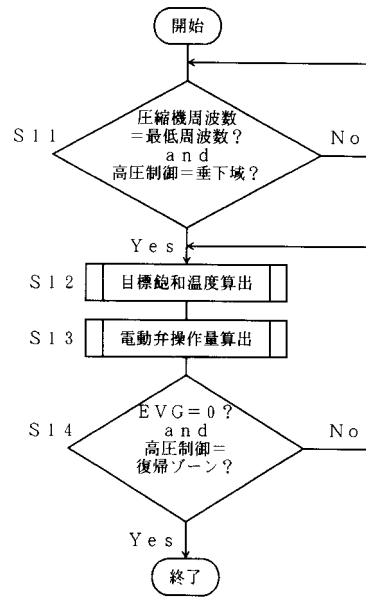 開始
圧縮機周波数
＝最低周波数？
ａｎｄ
高圧制御＝垂下域？
Ｓ１１
Ｎｏ
Ｙｅｓ
Ｓ１２
目標飽和温度算出
Ｓ１３
電動弁操作量算出
ＥＶＧ＝０？
ａｎｄ
高圧制御＝
復帰ゾーン？
Ｓ１４
Ｎｏ
Ｙｅｓ
終了